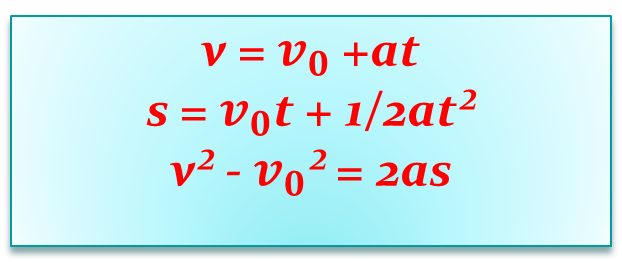 v = v₀ +at
s = v₀t + 1/2at²
v² - v₀² = 2as